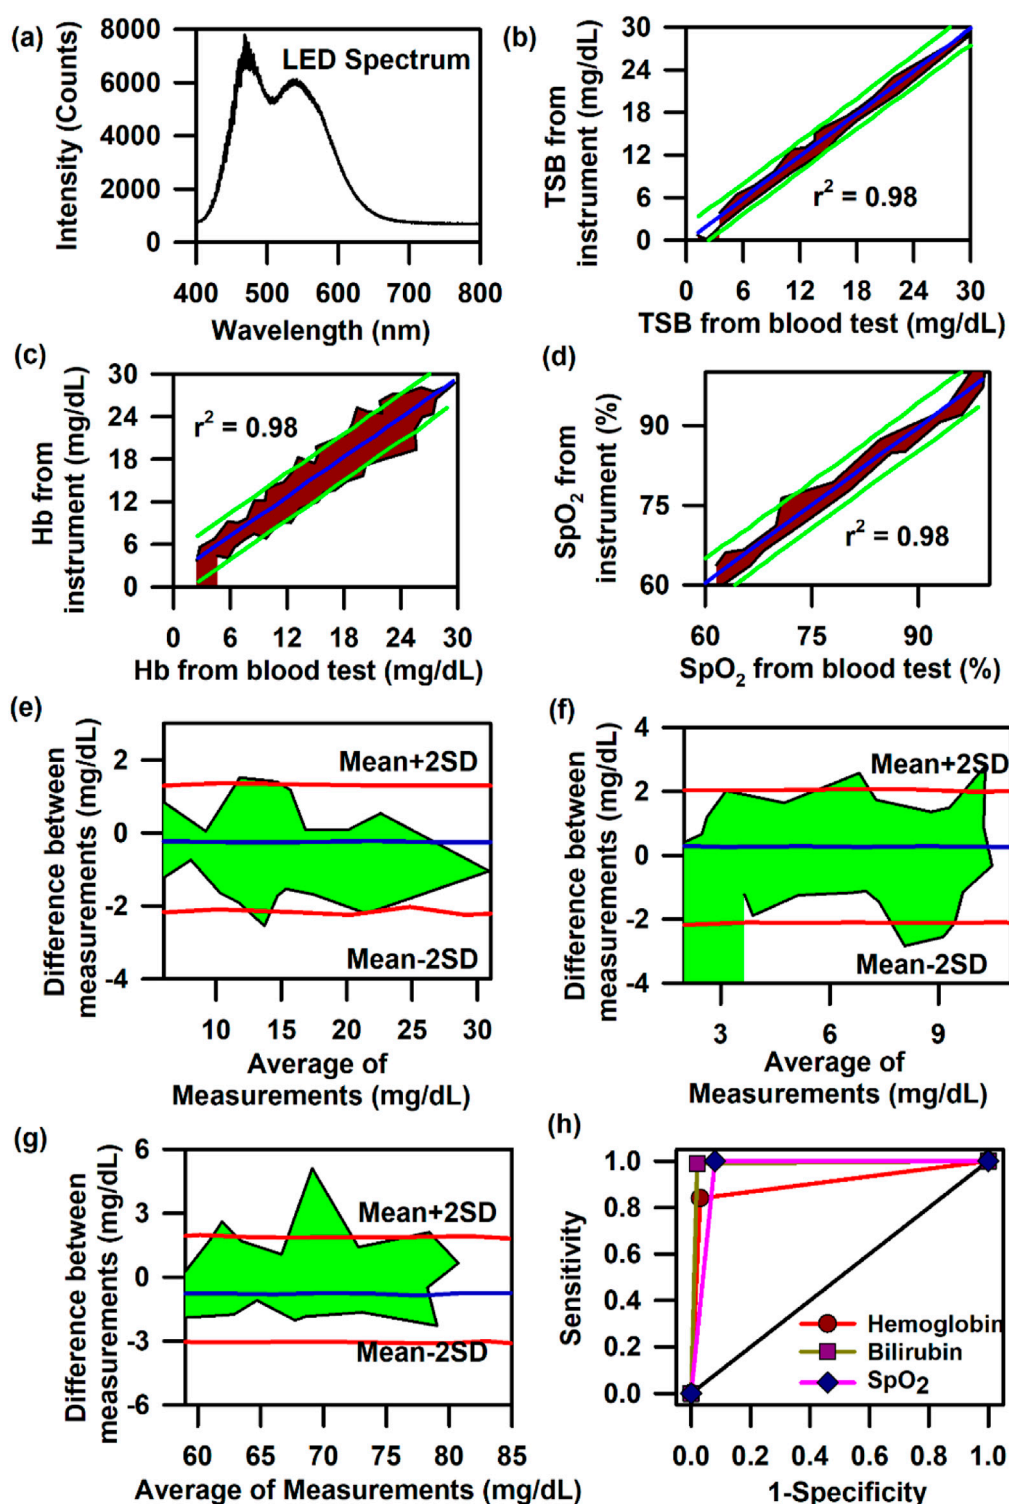 (a)
LED Spectrum
Intensity (Counts)
8000
6000
4000
2000
0
400 500 600 700 800
Wavelength (nm)
(b)
TSB from
instrument (mg/dL)
30
24
18
12
6
0
r² = 0.98
0 6 12 18 24 30
TSB from blood test (mg/dL)
(c)
Hb from
instrument (mg/dL)
30
24
18
12
6
0
r² = 0.98
0 6 12 18 24 30
Hb from blood test (mg/dL)
(d)
SpO₂ from
instrument (%)
90
75
60
r² = 0.98
60 75 90
SpO₂ from blood test (%)
(e)
Difference between
measurements (mg/dL)
2
0
-2
-4
Mean+2SD
Mean-2SD
10 15 20 25 30
Average of
Measurements (mg/dL)
(f)
Difference between
measurements (mg/dL)
4
2
0
-2
-4
Mean+2SD
Mean-2SD
3 6 9
Average of
Measurements (mg/dL)
(g)
Difference between
measurements (mg/dL)
6
3
0
-3
-6
Mean+2SD
Mean-2SD
60 65 70 75 80 85
Average of Measurements (mg/dL)
(h)
Sensitivity
1.0
0.8
0.6
0.4
0.2
0.0
Hemoglobin
Bilirubin
SpO₂
0.0 0.2 0.4 0.6 0.8 1.0
1-Specificity